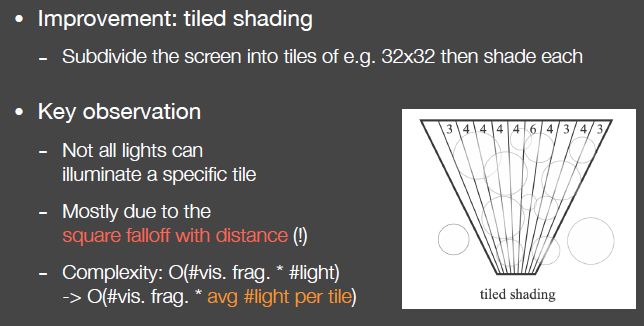 • Improvement: tiled shading
- Subdivide the screen into tiles of e.g. 32x32 then shade each
• Key observation
- Not all lights can
illuminate a specific tile
- Mostly due to the
square falloff with distance (!)
- Complexity: O(#vis. frag. * #light)
-> O(#vis. frag. * avg #light per tile)
3 4 4 4 4 6 4 3 4 3
tiled shading